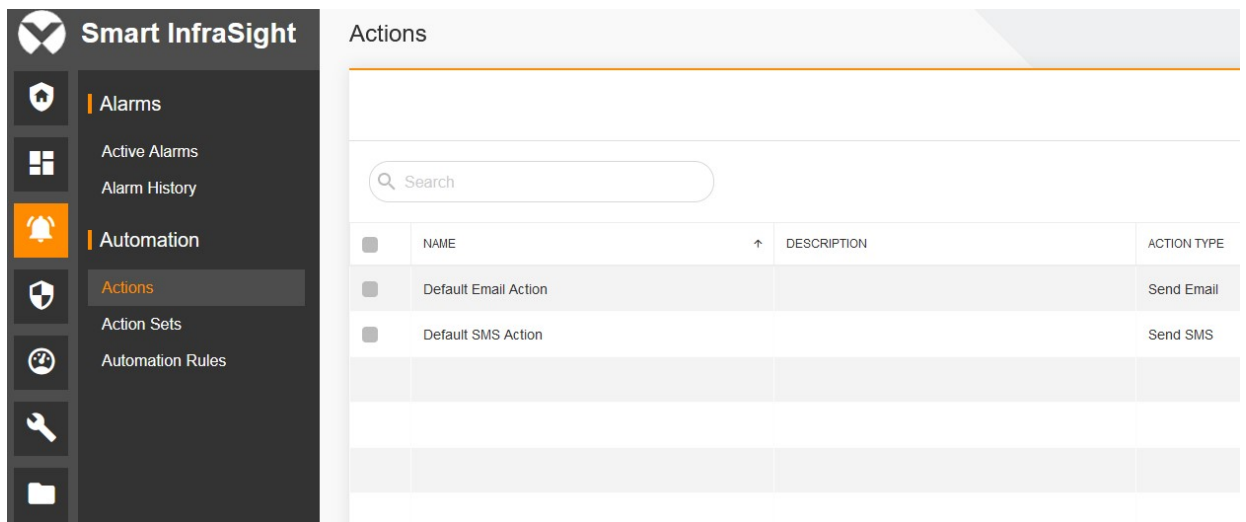 Smart InfraSight
Actions
Alarms
Active Alarms
Alarm History
Automation
Actions
Action Sets
Automation Rules
Search
NAME DESCRIPTION ACTION TYPE
Default Email Action Send Email
Default SMS Action Send SMS